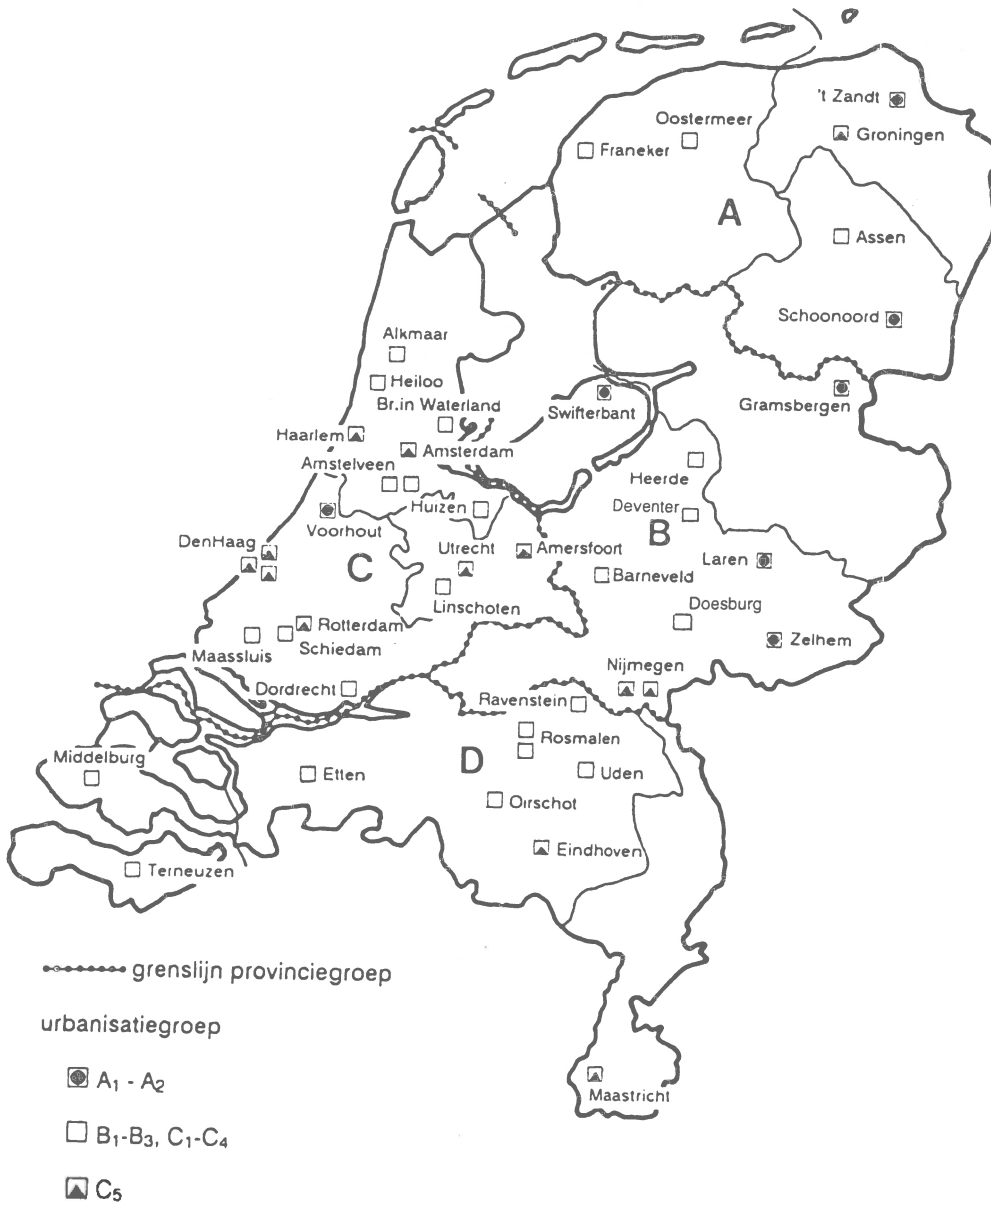 't Zandt
Oostermeer
Groningen
Franeker
A
Assen
Schoonoord
Alkmaar
Heiloo
Gramsbergen
Br.in Waterland
Swifterbant
Haarlem
Amsterdam
Amstelveen
Heerde
Huizen
Deventer
Voorhout
B
DenHaag
Utrecht
Amersfoort
Laren
C
Barneveld
Linschoten
Doesburg
Rotterdam
Zelhem
Schiedam
Maassluis
Nijmegen
Dordrecht
Ravenstein
Rosmalen
Middelburg
D
Etten
Uden
Oirschot
Eindhoven
Terneuzen
grenslijn provinciegroep
urbanisatiegroep
A1 - A2
B1-B3, C1-C4
C5
Maastricht